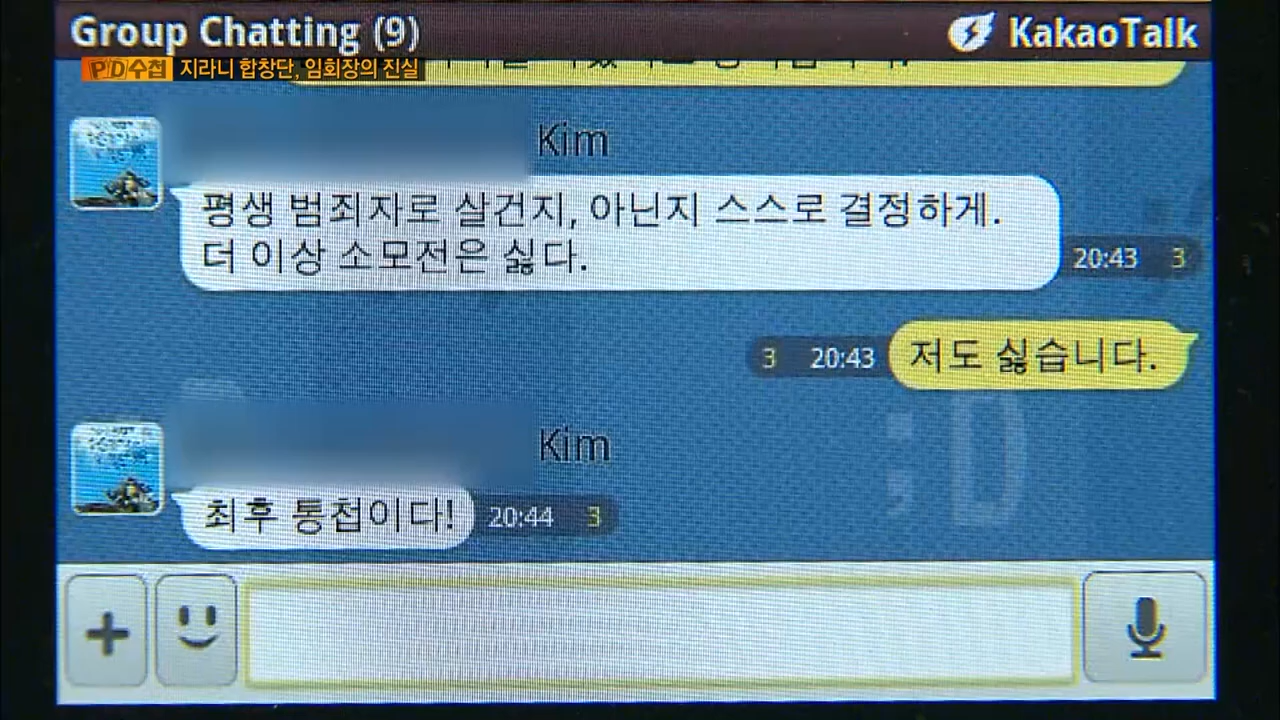 Group Chatting (9)
KakaoTalk
PD수첩 지라니 합창단, 임회장의 진실
Kim
평생 범죄자로 살건지, 아닌지 스스로 결정하게.
더 이상 소모전은 싫다.
20:43 3
3 20:43 저도 싫습니다.
;D
Kim
최후 통첩이다! 20:44 3